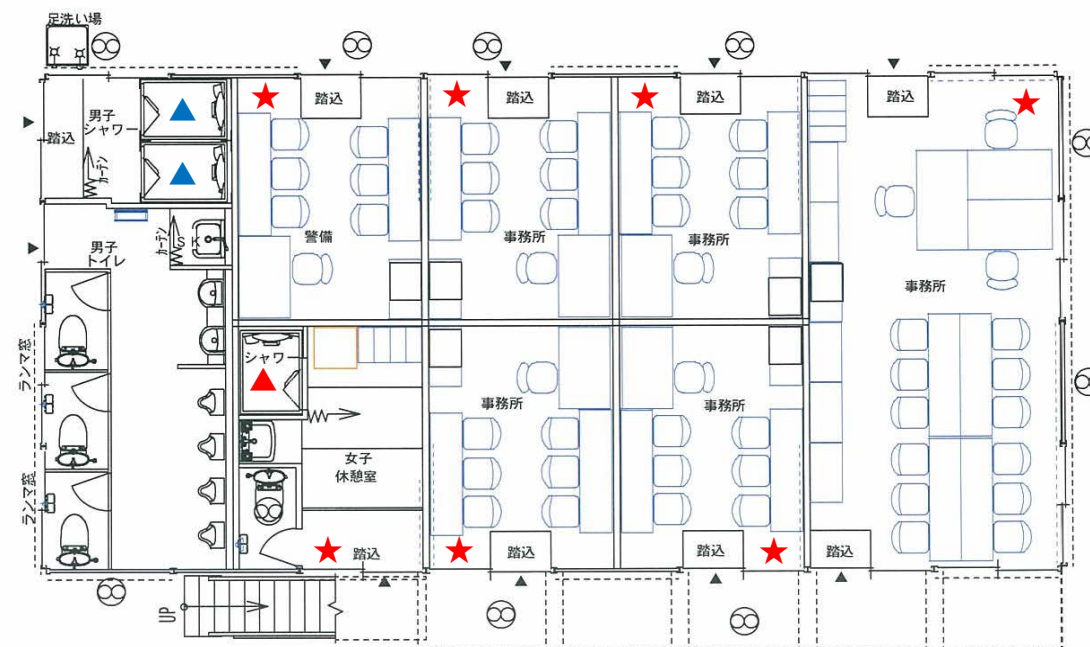 足洗い場
踏込
踏込
踏込
踏込
踏込
男子
シャワー
カーテン
男子
トイレ
カーテン
S K
警備
事務所
事務所
事務所
ランマ窓
ランマ窓
シャワー
女子
休憩室
事務所
事務所
踏込
踏込
踏込
踏込
UP